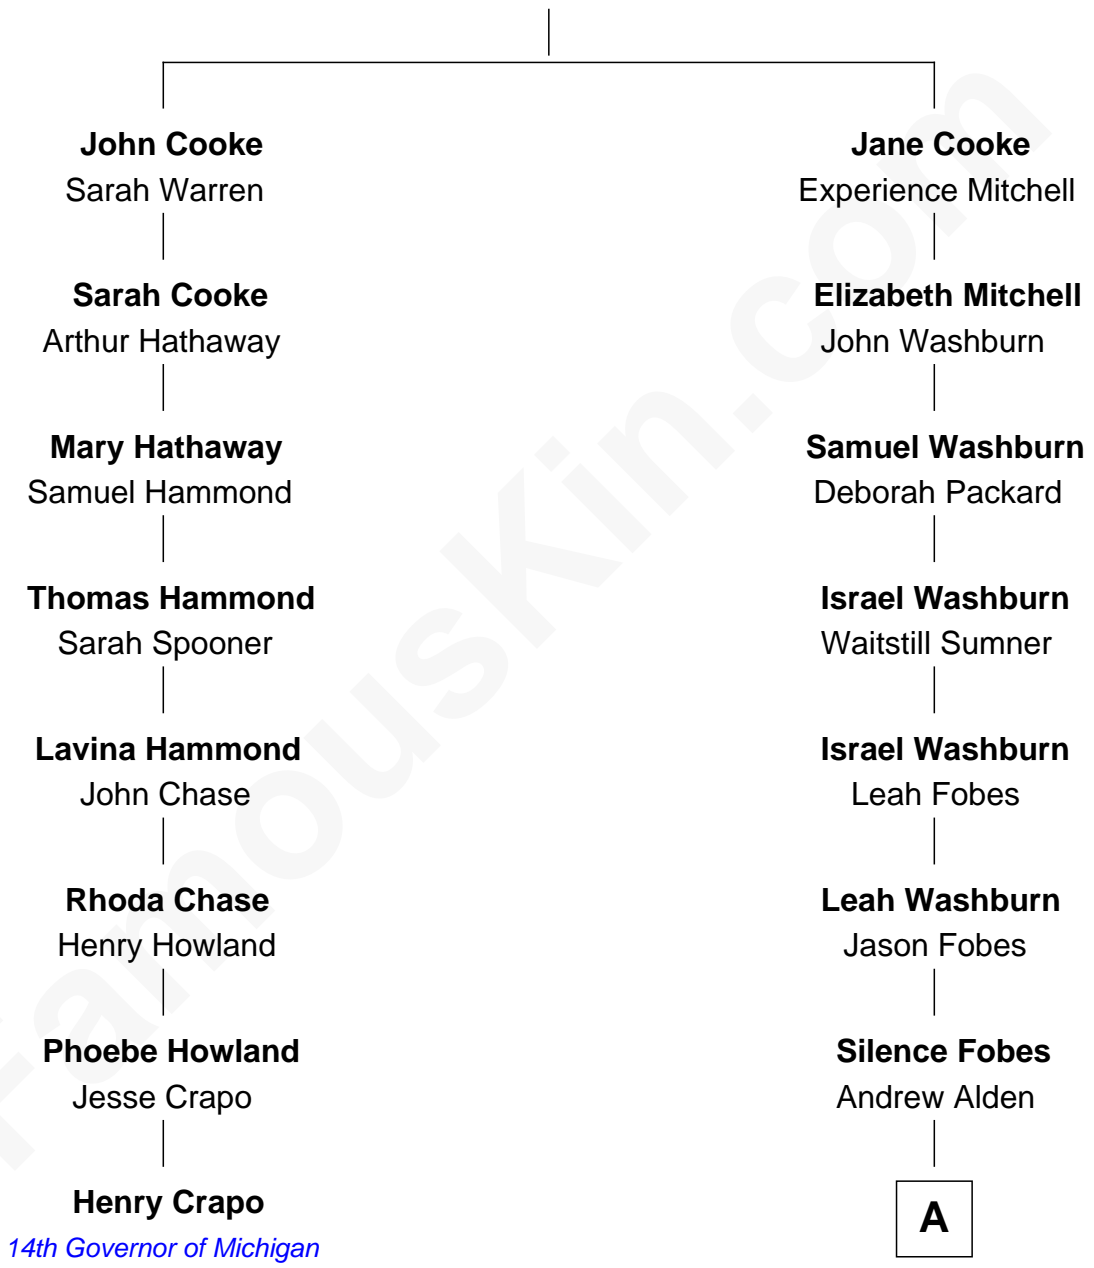 John Cooke
Sarah Warren
Sarah Cooke
Arthur Hathaway
Mary Hathaway
Samuel Hammond
Thomas Hammond
Sarah Spooner
Lavina Hammond
John Chase
Rhoda Chase
Henry Howland
Phoebe Howland
Jesse Crapo
Henry Crapo
14th Governor of Michigan
Jane Cooke
Experience Mitchell
Elizabeth Mitchell
John Washburn
Samuel Washburn
Deborah Packard
Israel Washburn
Waitstill Sumner
Israel Washburn
Leah Fobes
Leah Washburn
Jason Fobes
Silence Fobes
Andrew Alden
A
FamousKin.com